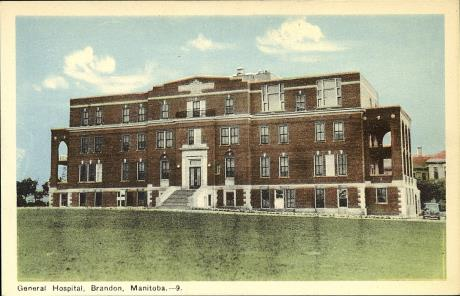 General Hospital, Brandon, Manitoba.—9.